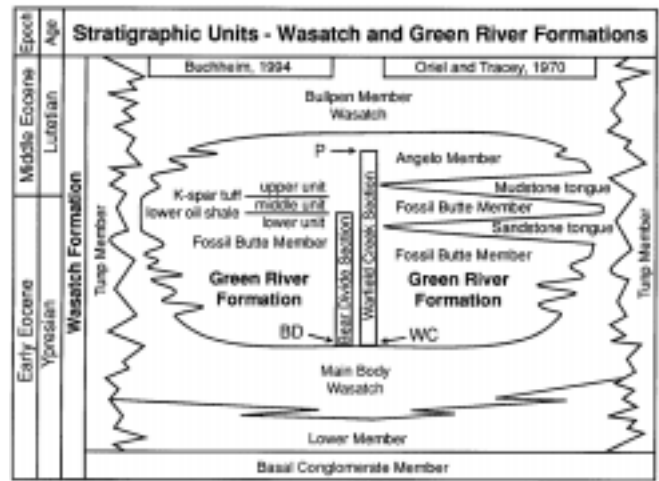 Epoch
Age
Stratigraphic Units - Wasatch and Green River Formations
Buchheim, 1994
Oriel and Tracey, 1970
Middle Eocene
Lutetian
Early Eocene
Ypresian
Wasatch Formation
Tunp Member
Tunp Member
Bullpen Member
Wasatch
P
Angelo Member
K-spar tuff
lower oil shale
upper unit
middle unit
lower unit
Fossil Butte Member
Green River
Formation
Bear Divide Section
Warfield Creek Section
Mudstone tongue
Fossil Butte Member
Sandstone tongue
Fossil Butte Member
Green River
Formation
BD
WC
Main Body
Wasatch
Lower Member
Basal Conglomerate Member